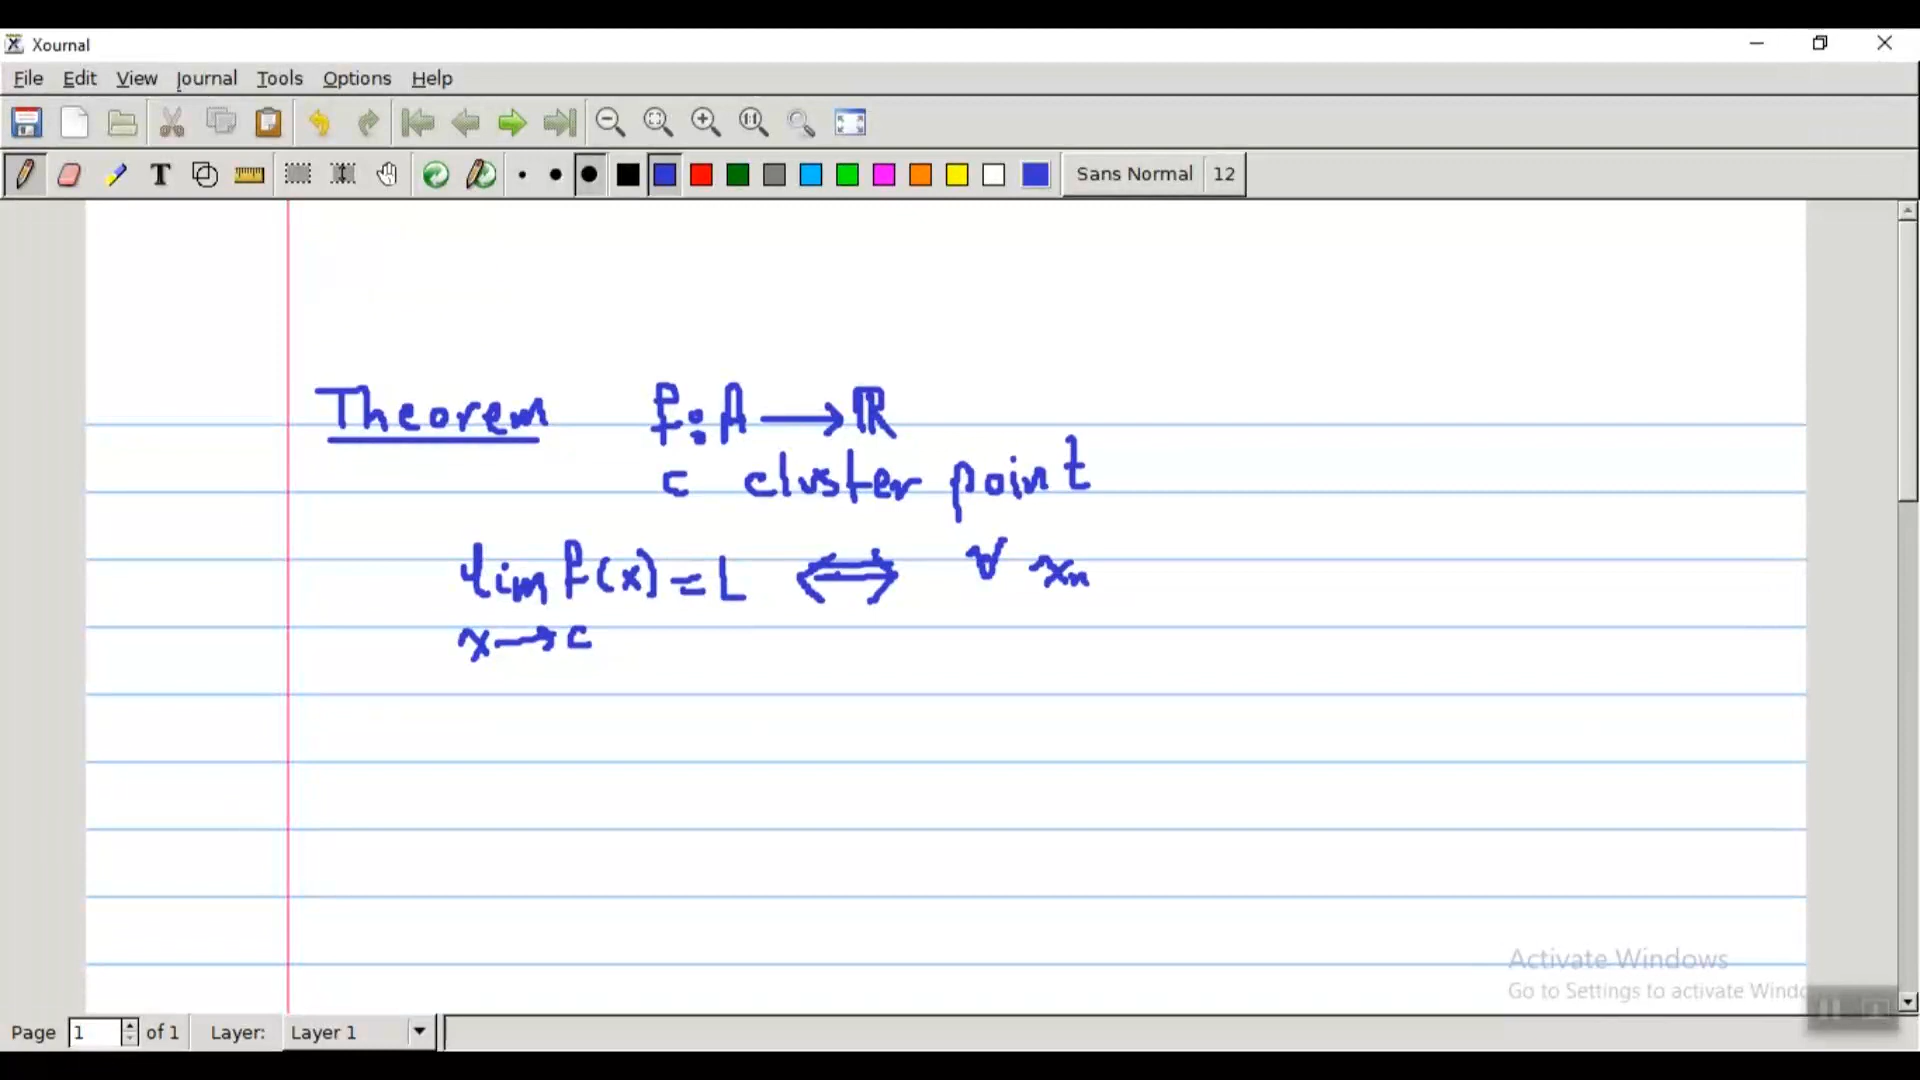 Xournal
File Edit View Journal Tools Options Help
T Sans Normal 12
Theorem f: A → ℝ
c cluster point
lim f(x) = L ⟺ ∀ xₙ
x → c
Activate Windows
Go to Settings to activate Windo
Page 1 of 1 Layer: Layer 1